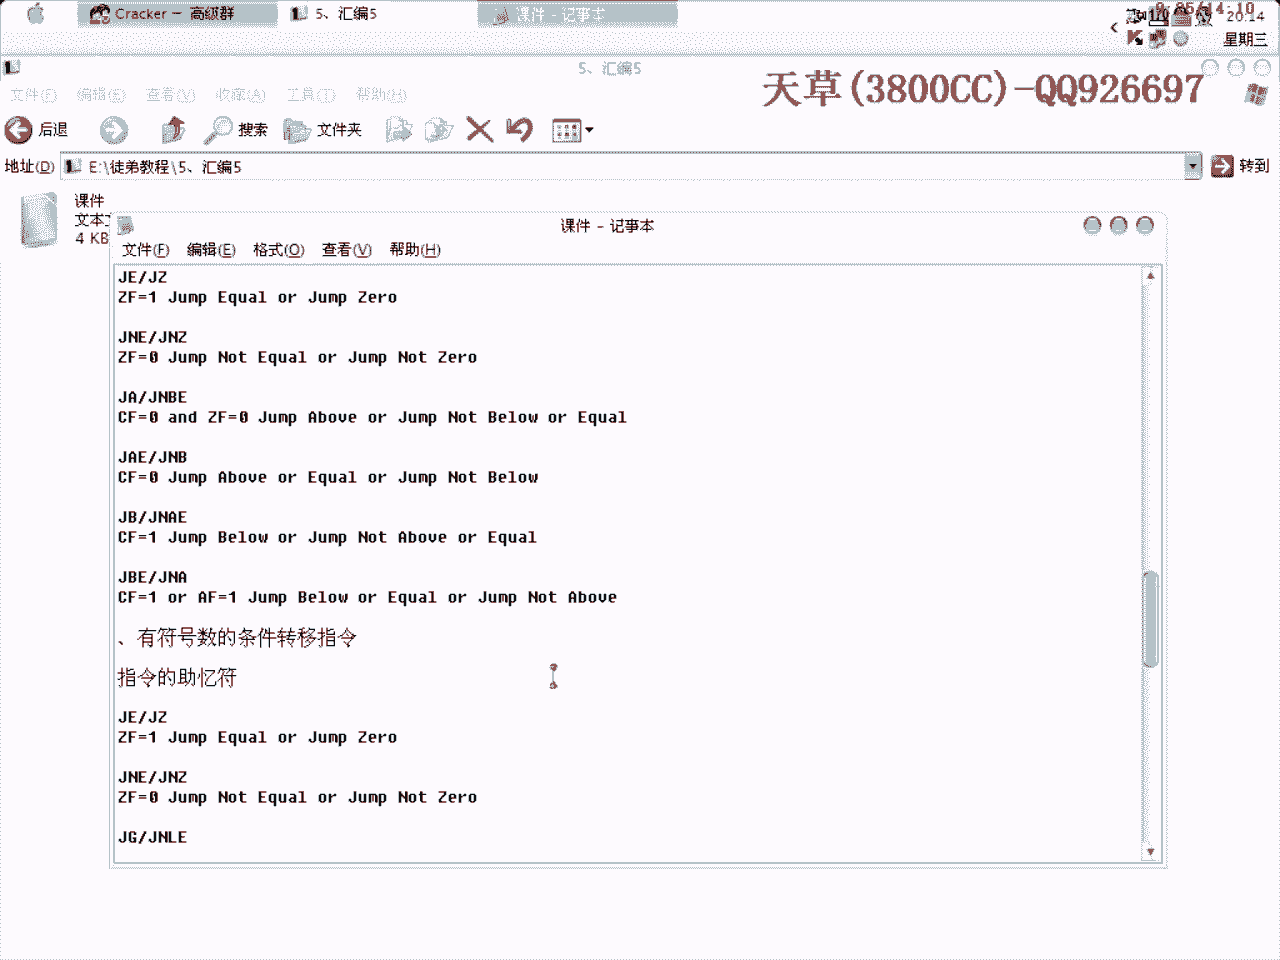 Cracker - 高级群
5、汇编5
课件 - 记事本
20:14
星期三
5、汇编5
天草(3800CC)-QQ926697
文件(F) 编辑(E) 查看(V) 收藏(A) 工具(T) 帮助(H)
后退 搜索 文件夹
地址(D) E:\徒弟教程\5、汇编5 转到
课件
4 KB
课件 - 记事本
文件(F) 编辑(E) 格式(O) 查看(V) 帮助(H)
JE/JZ
ZF=1 Jump Equal or Jump Zero
JNE/JNZ
ZF=0 Jump Not Equal or Jump Not Zero
JA/JNBE
CF=0 and ZF=0 Jump Above or Jump Not Below or Equal
JAE/JNB
CF=0 Jump Above or Equal or Jump Not Below
JB/JNAE
CF=1 Jump Below or Jump Not Above or Equal
JBE/JNA
CF=1 or AF=1 Jump Below or Equal or Jump Not Above
、有符号数的条件转移指令
指令的助忆符
JE/JZ
ZF=1 Jump Equal or Jump Zero
JNE/JNZ
ZF=0 Jump Not Equal or Jump Not Zero
JG/JNLE